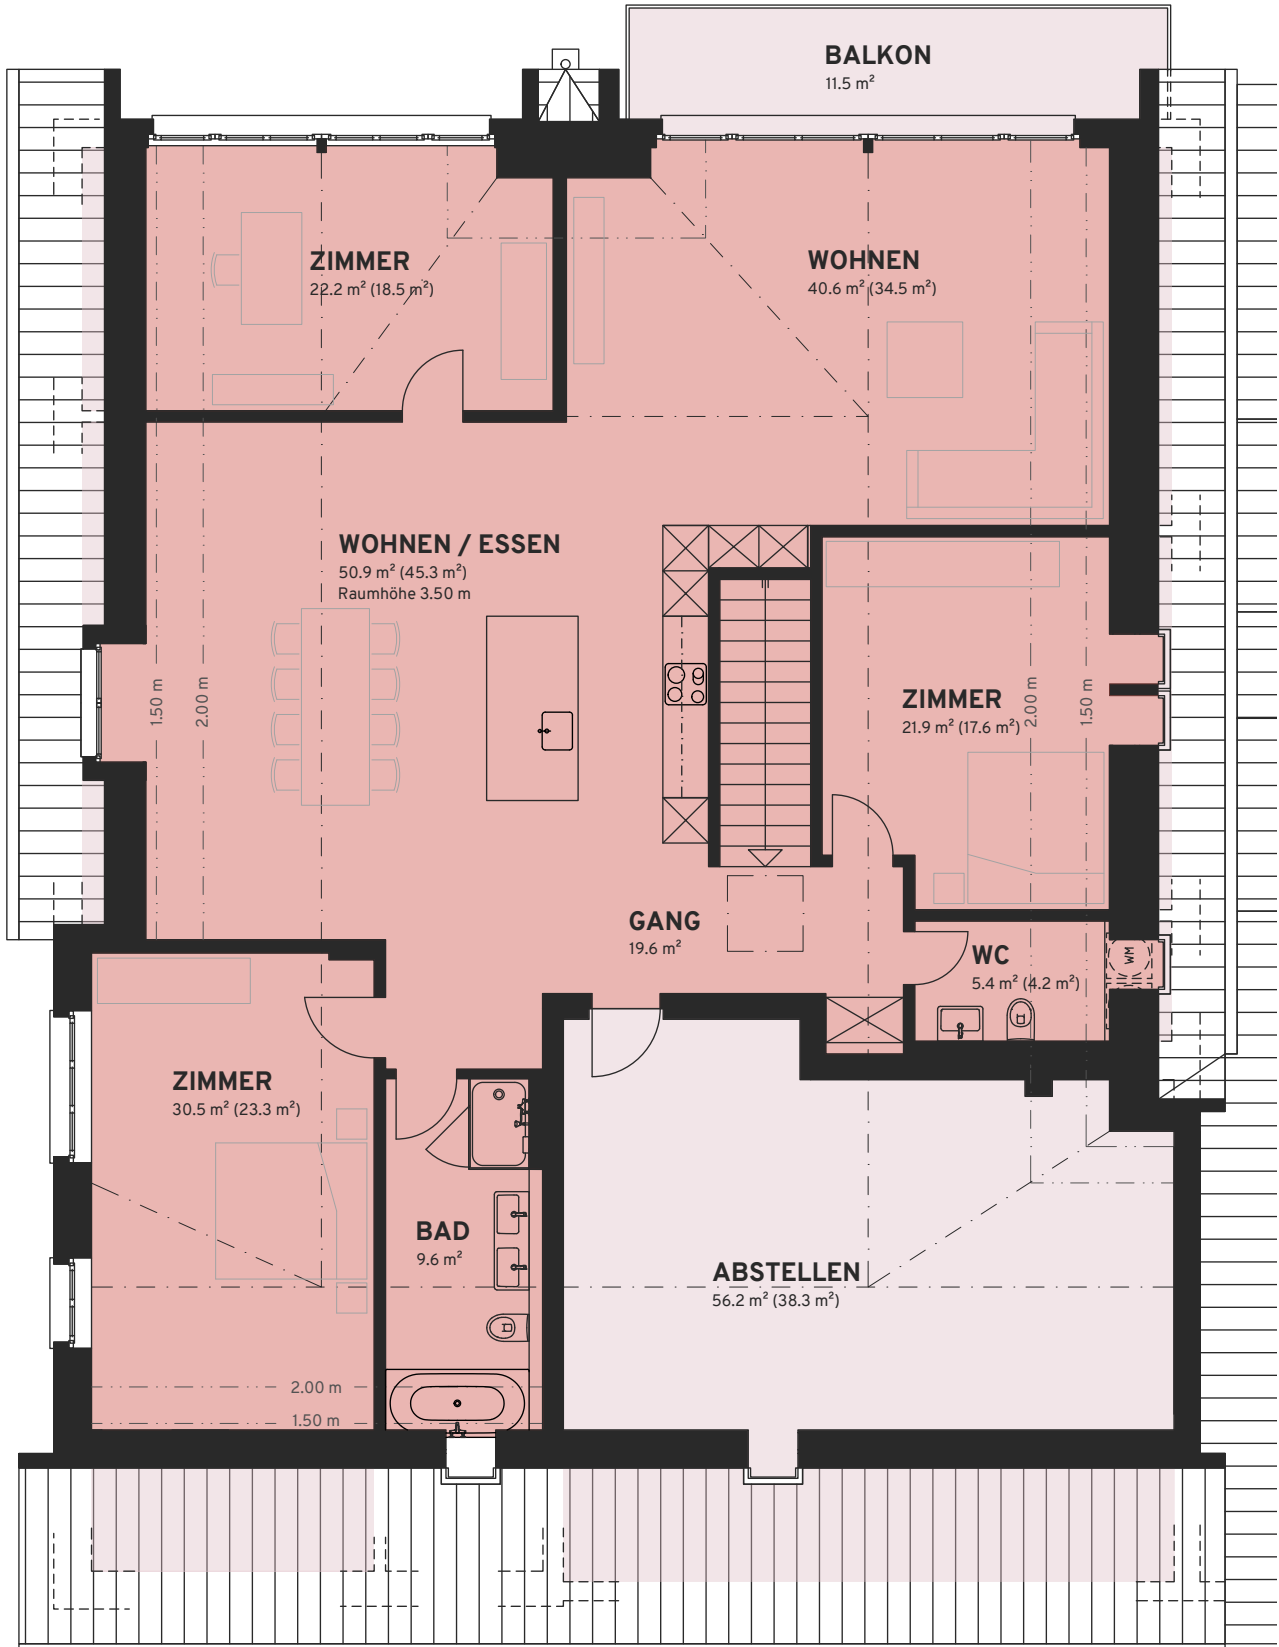 BALKON
11.5 m²
ZIMMER
22.2 m² (18.5 m²)
WOHNEN
40.6 m² (34.5 m²)
WOHNEN / ESSEN
50.9 m² (45.3 m²)
Raumhöhe 3.50 m
1.50 m
2.00 m
ZIMMER
21.9 m² (17.6 m²)
2.00 m
1.50 m
GANG
19.6 m²
WC
5.4 m² (4.2 m²)
WM
ZIMMER
30.5 m² (23.3 m²)
BAD
9.6 m²
ABSTELLEN
56.2 m² (38.3 m²)
2.00 m
1.50 m